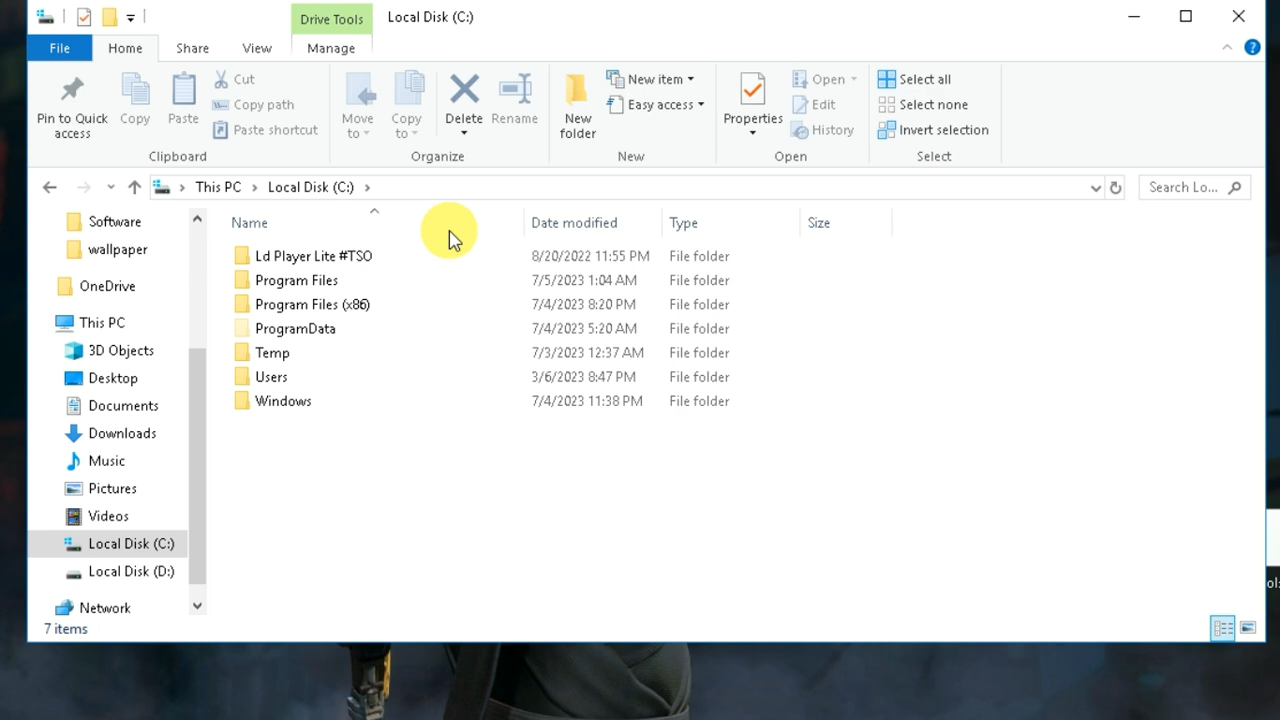 Drive Tools
Local Disk (C:)
File
Home
Share
View
Manage
Pin to Quick access
Copy
Paste
Cut
Copy path
Paste shortcut
Clipboard
Move to
Copy to
Delete
Rename
Organize
New folder
New item
Easy access
New
Properties
Open
Edit
History
Open
Select all
Select none
Invert selection
Select
This PC > Local Disk (C:) >
Search Lo...
Name Date modified Type Size
Ld Player Lite #TSO 8/20/2022 11:55 PM File folder
Program Files 7/5/2023 1:04 AM File folder
Program Files (x86) 7/4/2023 8:20 PM File folder
ProgramData 7/4/2023 5:20 AM File folder
Temp 7/3/2023 12:37 AM File folder
Users 3/6/2023 8:47 PM File folder
Windows 7/4/2023 11:38 PM File folder
Software
wallpaper
OneDrive
This PC
3D Objects
Desktop
Documents
Downloads
Music
Pictures
Videos
Local Disk (C:)
Local Disk (D:)
Network
7 items